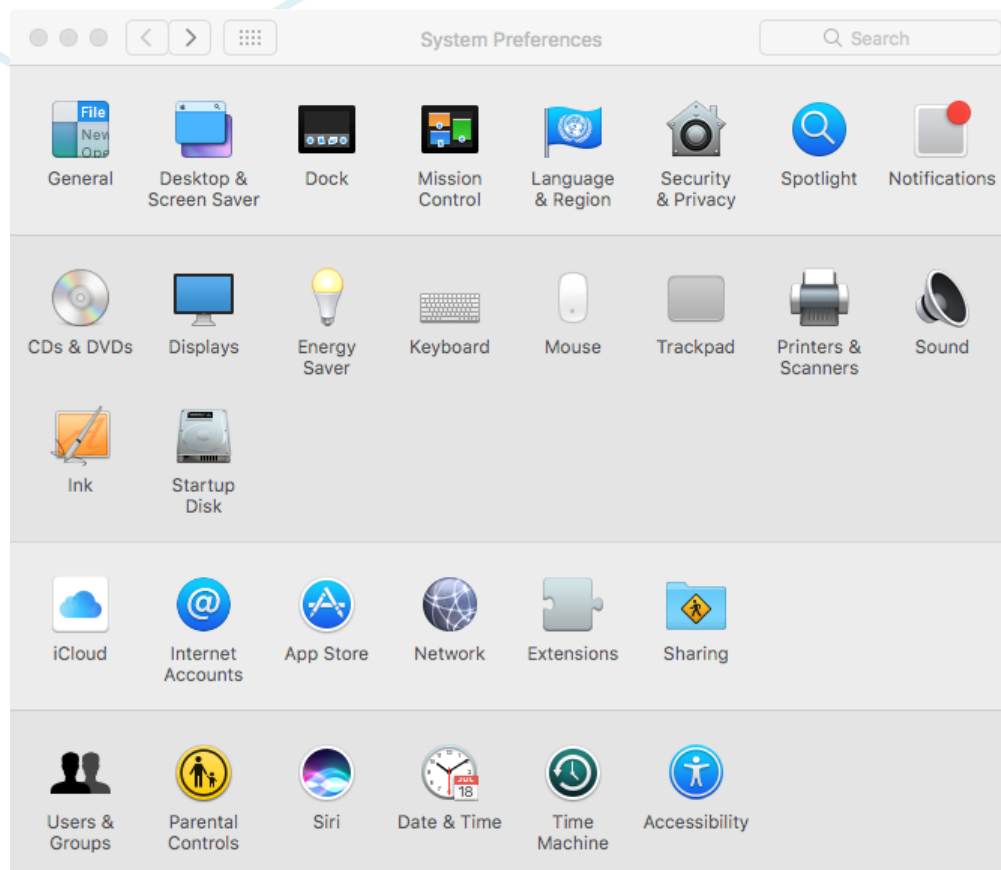 System Preferences
Search
File
New
Ope
General
Desktop &
Screen Saver
Dock
Mission
Control
Language
& Region
Security
& Privacy
Spotlight
Notifications
CDs & DVDs
Displays
Energy
Saver
Keyboard
Mouse
Trackpad
Printers &
Scanners
Sound
Ink
Startup
Disk
iCloud
@
Internet
Accounts
App Store
Network
Extensions
Sharing
Users &
Groups
Parental
Controls
Siri
JUL
18
Date & Time
Time
Machine
Accessibility